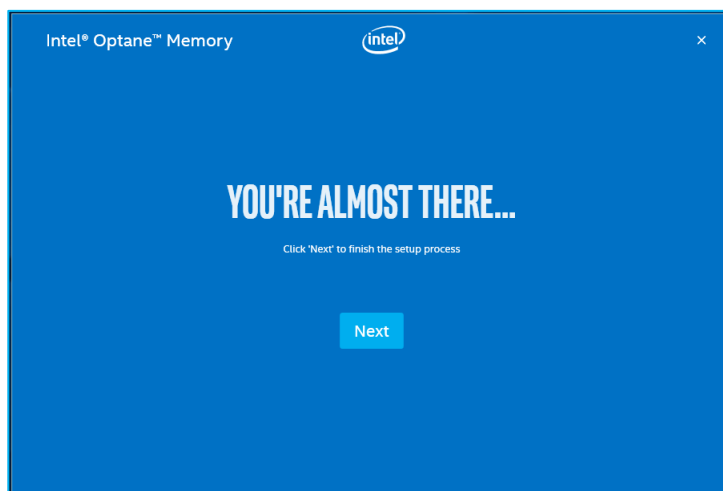 Intel® Optane™ Memory
(intel)
×
YOU'RE ALMOST THERE...
Click 'Next' to finish the setup process
Next